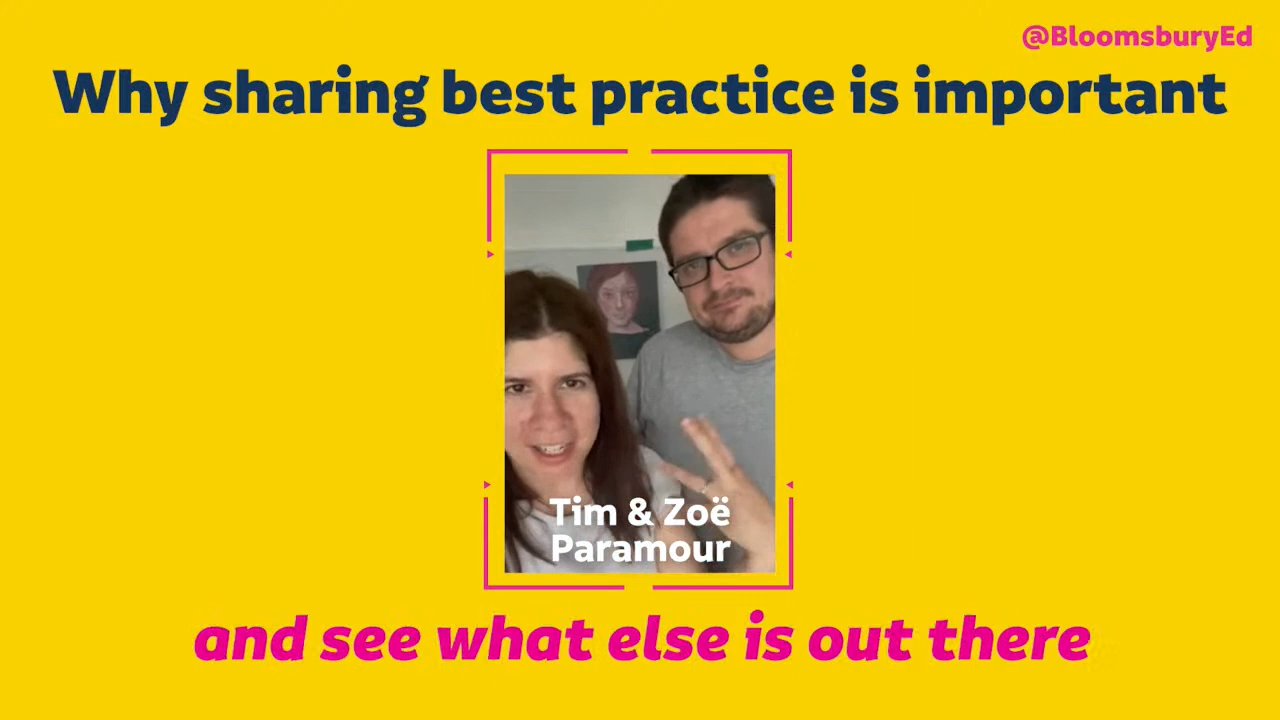 @BloomsburyEd
Why sharing best practice is important
Tim & Zoë
Paramour
and see what else is out there